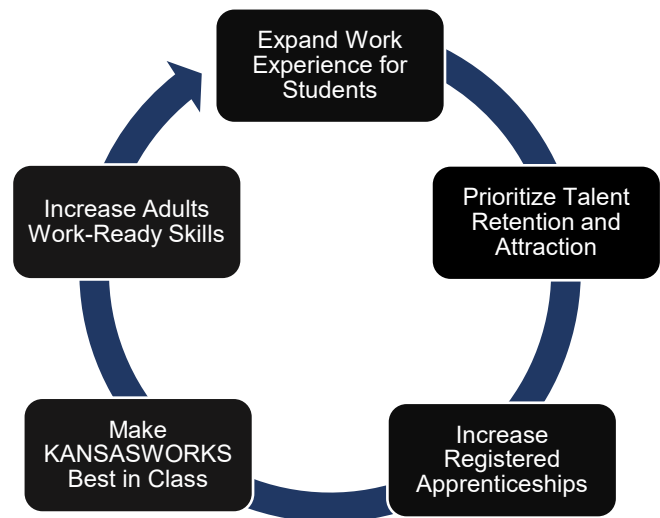 Expand Work
Experience for
Students
Prioritize Talent
Retention and
Attraction
Increase
Registered
Apprenticeships
Make
KANSASWORKS
Best in Class
Increase Adults
Work-Ready Skills